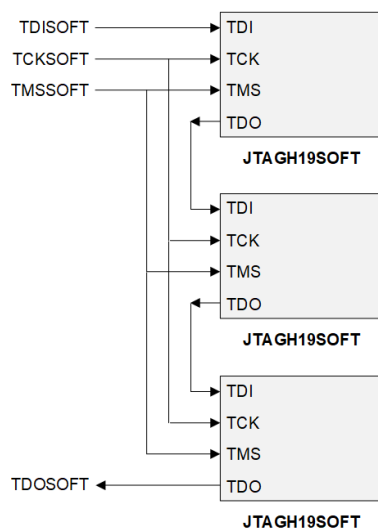 TDISOFT TDI
TCKSOFT TCK
TMSSOFT TMS
TDO
JTAGH19SOFT
TDI
TCK
TMS
TDO
JTAGH19SOFT
TDI
TCK
TMS
TDOSOFT TDO
JTAGH19SOFT